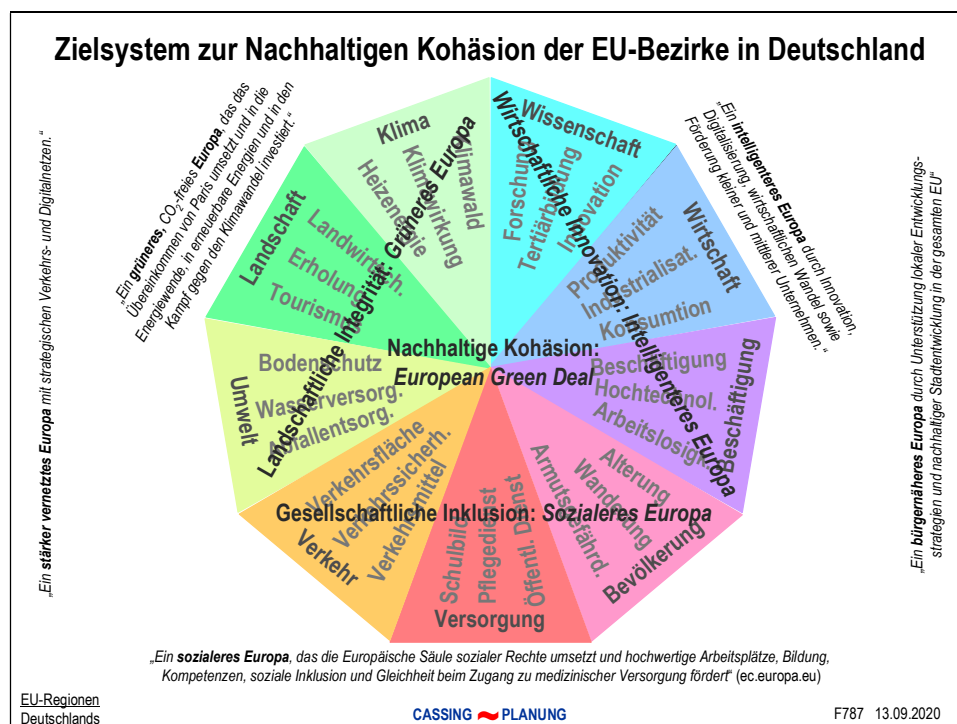 Zielsystem zur Nachhaltigen Kohäsion der EU-Bezirke in Deutschland
„Ein stärker vernetztes Europa mit strategischen Verkehrs- und Digitalnetzen.“
„Ein grüneres, CO₂-freies Europa, das das
Übereinkommen von Paris umsetzt und in die
Energiewende, in erneuerbare Energien und in den
Kampf gegen den Klimawandel investiert.“
„Ein intelligenteres Europa durch Innovation,
Digitalisierung, wirtschaftlichen Wandel sowie
Förderung kleiner und mittlerer Unternehmen.“
„Ein bürgernäheres Europa durch Unterstützung lokaler Entwicklungs-
strategien und nachhaltiger Stadtentwicklung in der gesamten EU“
Klima
Heizenergie
Klimawirkung
Klimawald
Wissenschaft
Forschung
Tertiärbildung
Innovation
Wirtschaft
Produktivität
Industrialisat.
Konsumtion
Beschäftigung
Beschäftigung
Hochtechnol.
Arbeitslosigk.
Bevölkerung
Alterung
Wanderung
Armutsgefährd.
Versorgung
Schulbild.
Pflegedienst
Öffentl. Dienst
Verkehr
Verkehrsfläche
Verkehrssicherh.
Verkehrsmittel
Umwelt
Bodenschutz
Wasserversorg.
Abfallentsorg.
Landschaft
Landwirtsch.
Erholung
Tourismus
Landschaftliche Integrität: Grüneres Europa
Wirtschaftliche Innovation: Intelligenteres Europa
Nachhaltige Kohäsion:
European Green Deal
Gesellschaftliche Inklusion: Sozialeres Europa
„Ein sozialeres Europa, das die Europäische Säule sozialer Rechte umsetzt und hochwertige Arbeitsplätze, Bildung,
Kompetenzen, soziale Inklusion und Gleichheit beim Zugang zu medizinischer Versorgung fördert“ (ec.europa.eu)
EU-Regionen
Deutschlands
CASSING PLANUNG
F787 13.09.2020